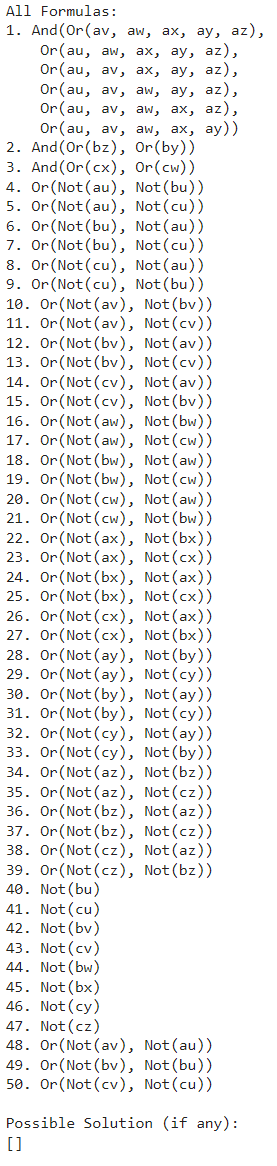 All Formulas:
1. And(Or(av, aw, ax, ay, az),
Or(au, aw, ax, ay, az),
Or(au, av, ax, ay, az),
Or(au, av, aw, ay, az),
Or(au, av, aw, ax, az),
Or(au, av, aw, ax, ay))
2. And(Or(bz), Or(by))
3. And(Or(cx), Or(cw))
4. Or(Not(au), Not(bu))
5. Or(Not(au), Not(cu))
6. Or(Not(bu), Not(au))
7. Or(Not(bu), Not(cu))
8. Or(Not(cu), Not(au))
9. Or(Not(cu), Not(bu))
10. Or(Not(av), Not(bv))
11. Or(Not(av), Not(cv))
12. Or(Not(bv), Not(av))
13. Or(Not(bv), Not(cv))
14. Or(Not(cv), Not(av))
15. Or(Not(cv), Not(bv))
16. Or(Not(aw), Not(bw))
17. Or(Not(aw), Not(cw))
18. Or(Not(bw), Not(aw))
19. Or(Not(bw), Not(cw))
20. Or(Not(cw), Not(aw))
21. Or(Not(cw), Not(bw))
22. Or(Not(ax), Not(bx))
23. Or(Not(ax), Not(cx))
24. Or(Not(bx), Not(ax))
25. Or(Not(bx), Not(cx))
26. Or(Not(cx), Not(ax))
27. Or(Not(cx), Not(bx))
28. Or(Not(ay), Not(by))
29. Or(Not(ay), Not(cy))
30. Or(Not(by), Not(ay))
31. Or(Not(by), Not(cy))
32. Or(Not(cy), Not(ay))
33. Or(Not(cy), Not(by))
34. Or(Not(az), Not(bz))
35. Or(Not(az), Not(cz))
36. Or(Not(bz), Not(az))
37. Or(Not(bz), Not(cz))
38. Or(Not(cz), Not(az))
39. Or(Not(cz), Not(bz))
40. Not(bu)
41. Not(cu)
42. Not(bv)
43. Not(cv)
44. Not(bw)
45. Not(bx)
46. Not(cy)
47. Not(cz)
48. Or(Not(av), Not(au))
49. Or(Not(bv), Not(bu))
50. Or(Not(cv), Not(cu))
Possible Solution (if any):
[]